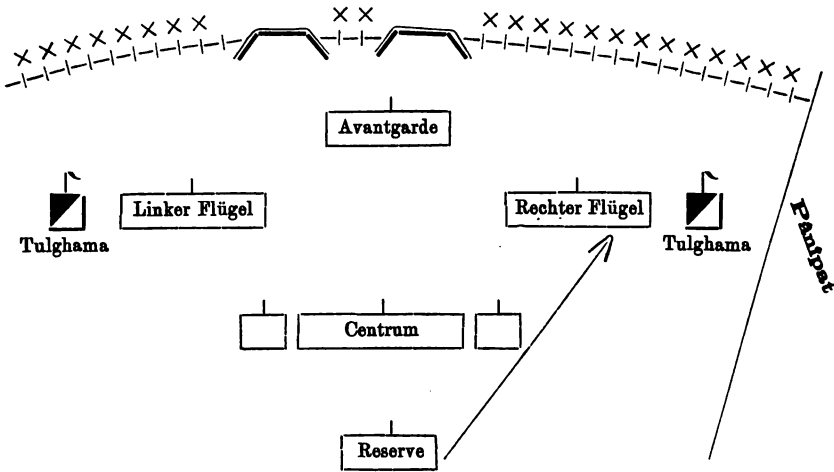 Avantgarde
Linker Flügel
Rechter Flügel
Tulghama
Tulghama
Pânipat
Centrum
Reserve